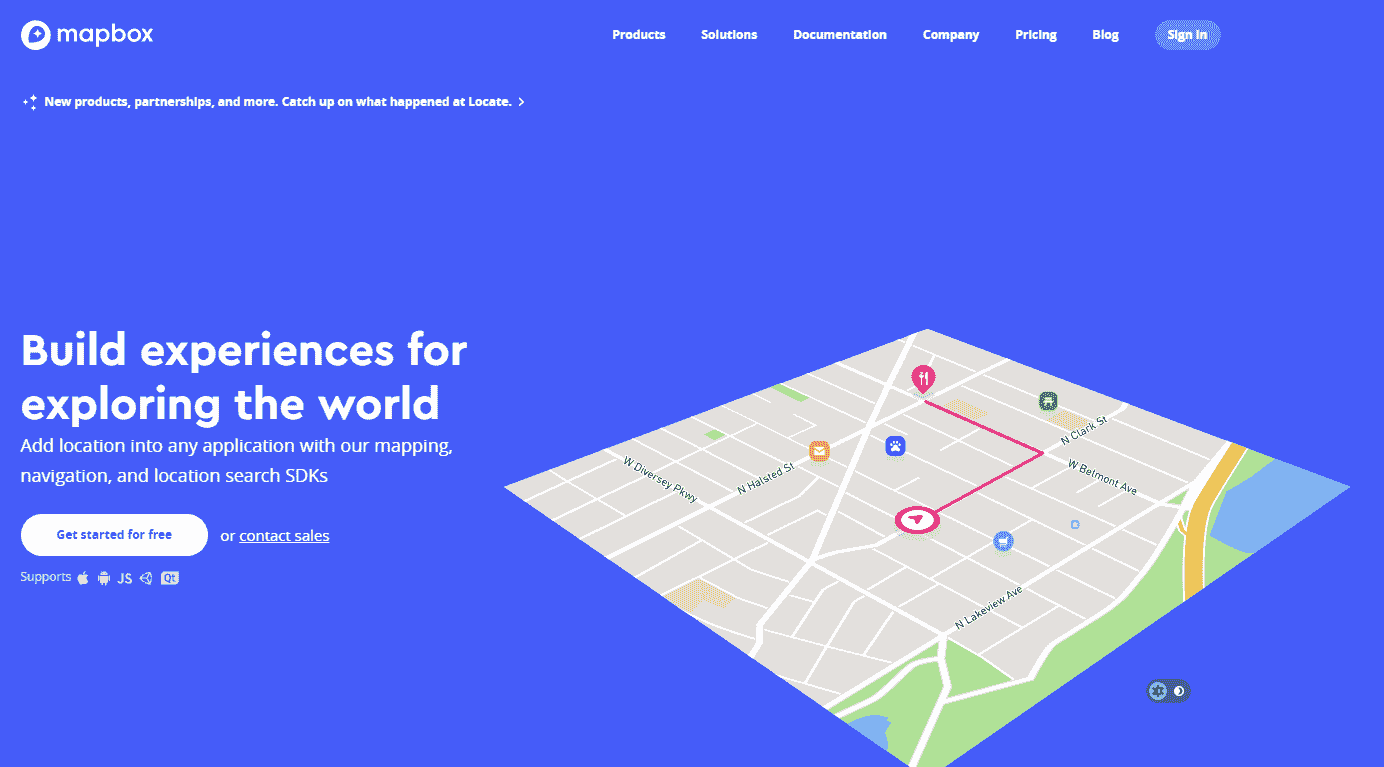 mapbox
Products Solutions Documentation Company Pricing Blog Sign in
New products, partnerships, and more. Catch up on what happened at Locate.
Build experiences for
exploring the world
Add location into any application with our mapping,
navigation, and location search SDKs
Get started for free
or contact sales
Supports JS Qt
N Clark St
W Diversey Pkwy
N Halsted St
W Belmont Ave
N Lakeview Ave